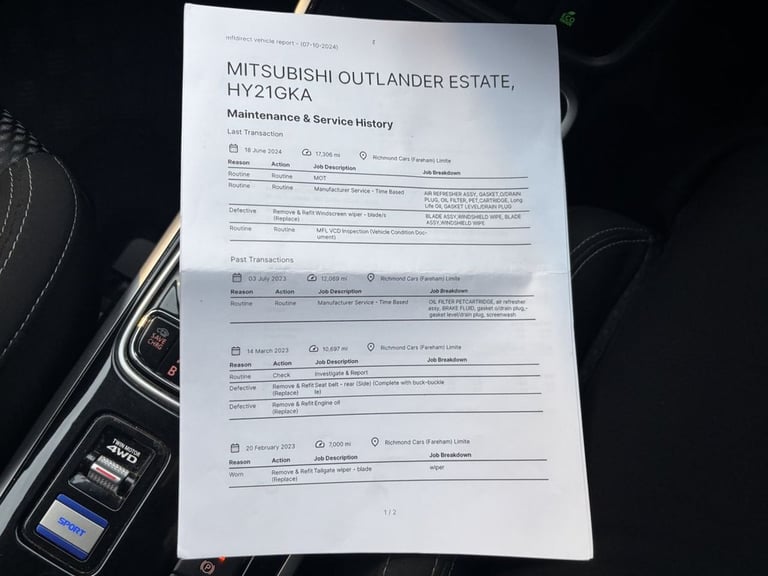 mfldirect vehicle report - (07-10-2024)
MITSUBISHI OUTLANDER ESTATE,
HY21GKA
Maintenance & Service History
Last Transaction
18 June 2024 17,306 mi Richmond Cars (Fareham) Limite
Reason Action Job Description Job Breakdown
Routine Routine MOT
Routine Routine Manufacturer Service - Time Based AIR REFRESHER ASSY, GASKET,O/DRAIN
PLUG, OIL FILTER, PET,CARTRIDGE, Long
Life Oil, GASKET LEVEL/DRAIN PLUG
Defective Remove & Refit Windscreen wiper - blade/s BLADE ASSY,WINDSHIELD WIPE, BLADE
(Replace) ASSY,WINDSHIELD WIPE
Routine Routine MFL VCD Inspection (Vehicle Condition Doc-
ument)
Past Transactions
03 July 2023 12,069 mi Richmond Cars (Fareham) Limite
Reason Action Job Description Job Breakdown
Routine Routine Manufacturer Service - Time Based OIL FILTER PETCARTRIDGE, air refresher
assy, BRAKE FLUID, gasket o/drain plug,-
gasket level/drain plug, screenwash
14 March 2023 10,697 mi Richmond Cars (Fareham) Limite
Reason Action Job Description Job Breakdown
Routine Check Investigate & Report
Defective Remove & Refit Seat belt - rear (Side) (Complete with buck-buckle
(Replace) le)
Defective Remove & Refit Engine oil
(Replace)
20 February 2023 7,000 mi Richmond Cars (Fareham) Limite
Reason Action Job Description Job Breakdown
Worn Remove & Refit Tailgate wiper - blade wiper
(Replace)
1 / 2
ECO
MODE
SAVE
CHRG
B
TWIN MOTOR
4WD
SPORT
P